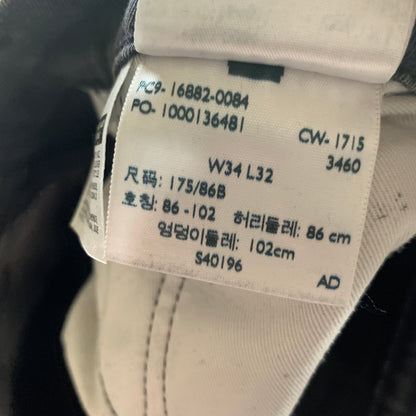 PC9- 16882-0084
PO- 1000136481
CW- 1715
3460
W34 L32
尺码: 175/86B
호칭: 86 -102 허리둘레: 86 cm
엉덩이둘레: 102cm
S40196
AD